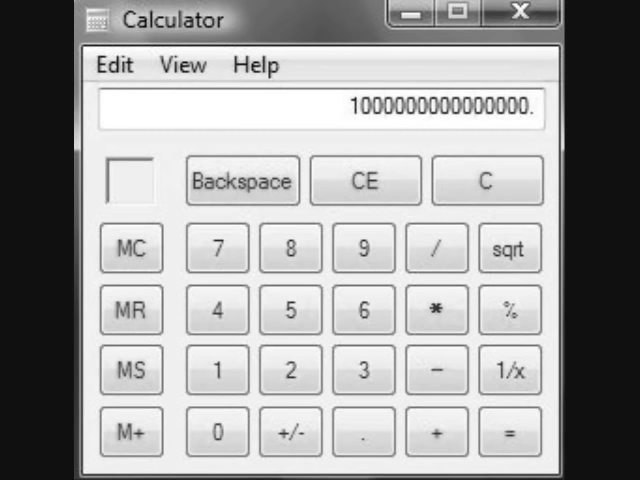 Calculator
Edit View Help
1000000000000000.
Backspace CE C
MC 7 8 9 / sqrt
MR 4 5 6 * %
MS 1 2 3 - 1/x
M+ 0 +/- . + =